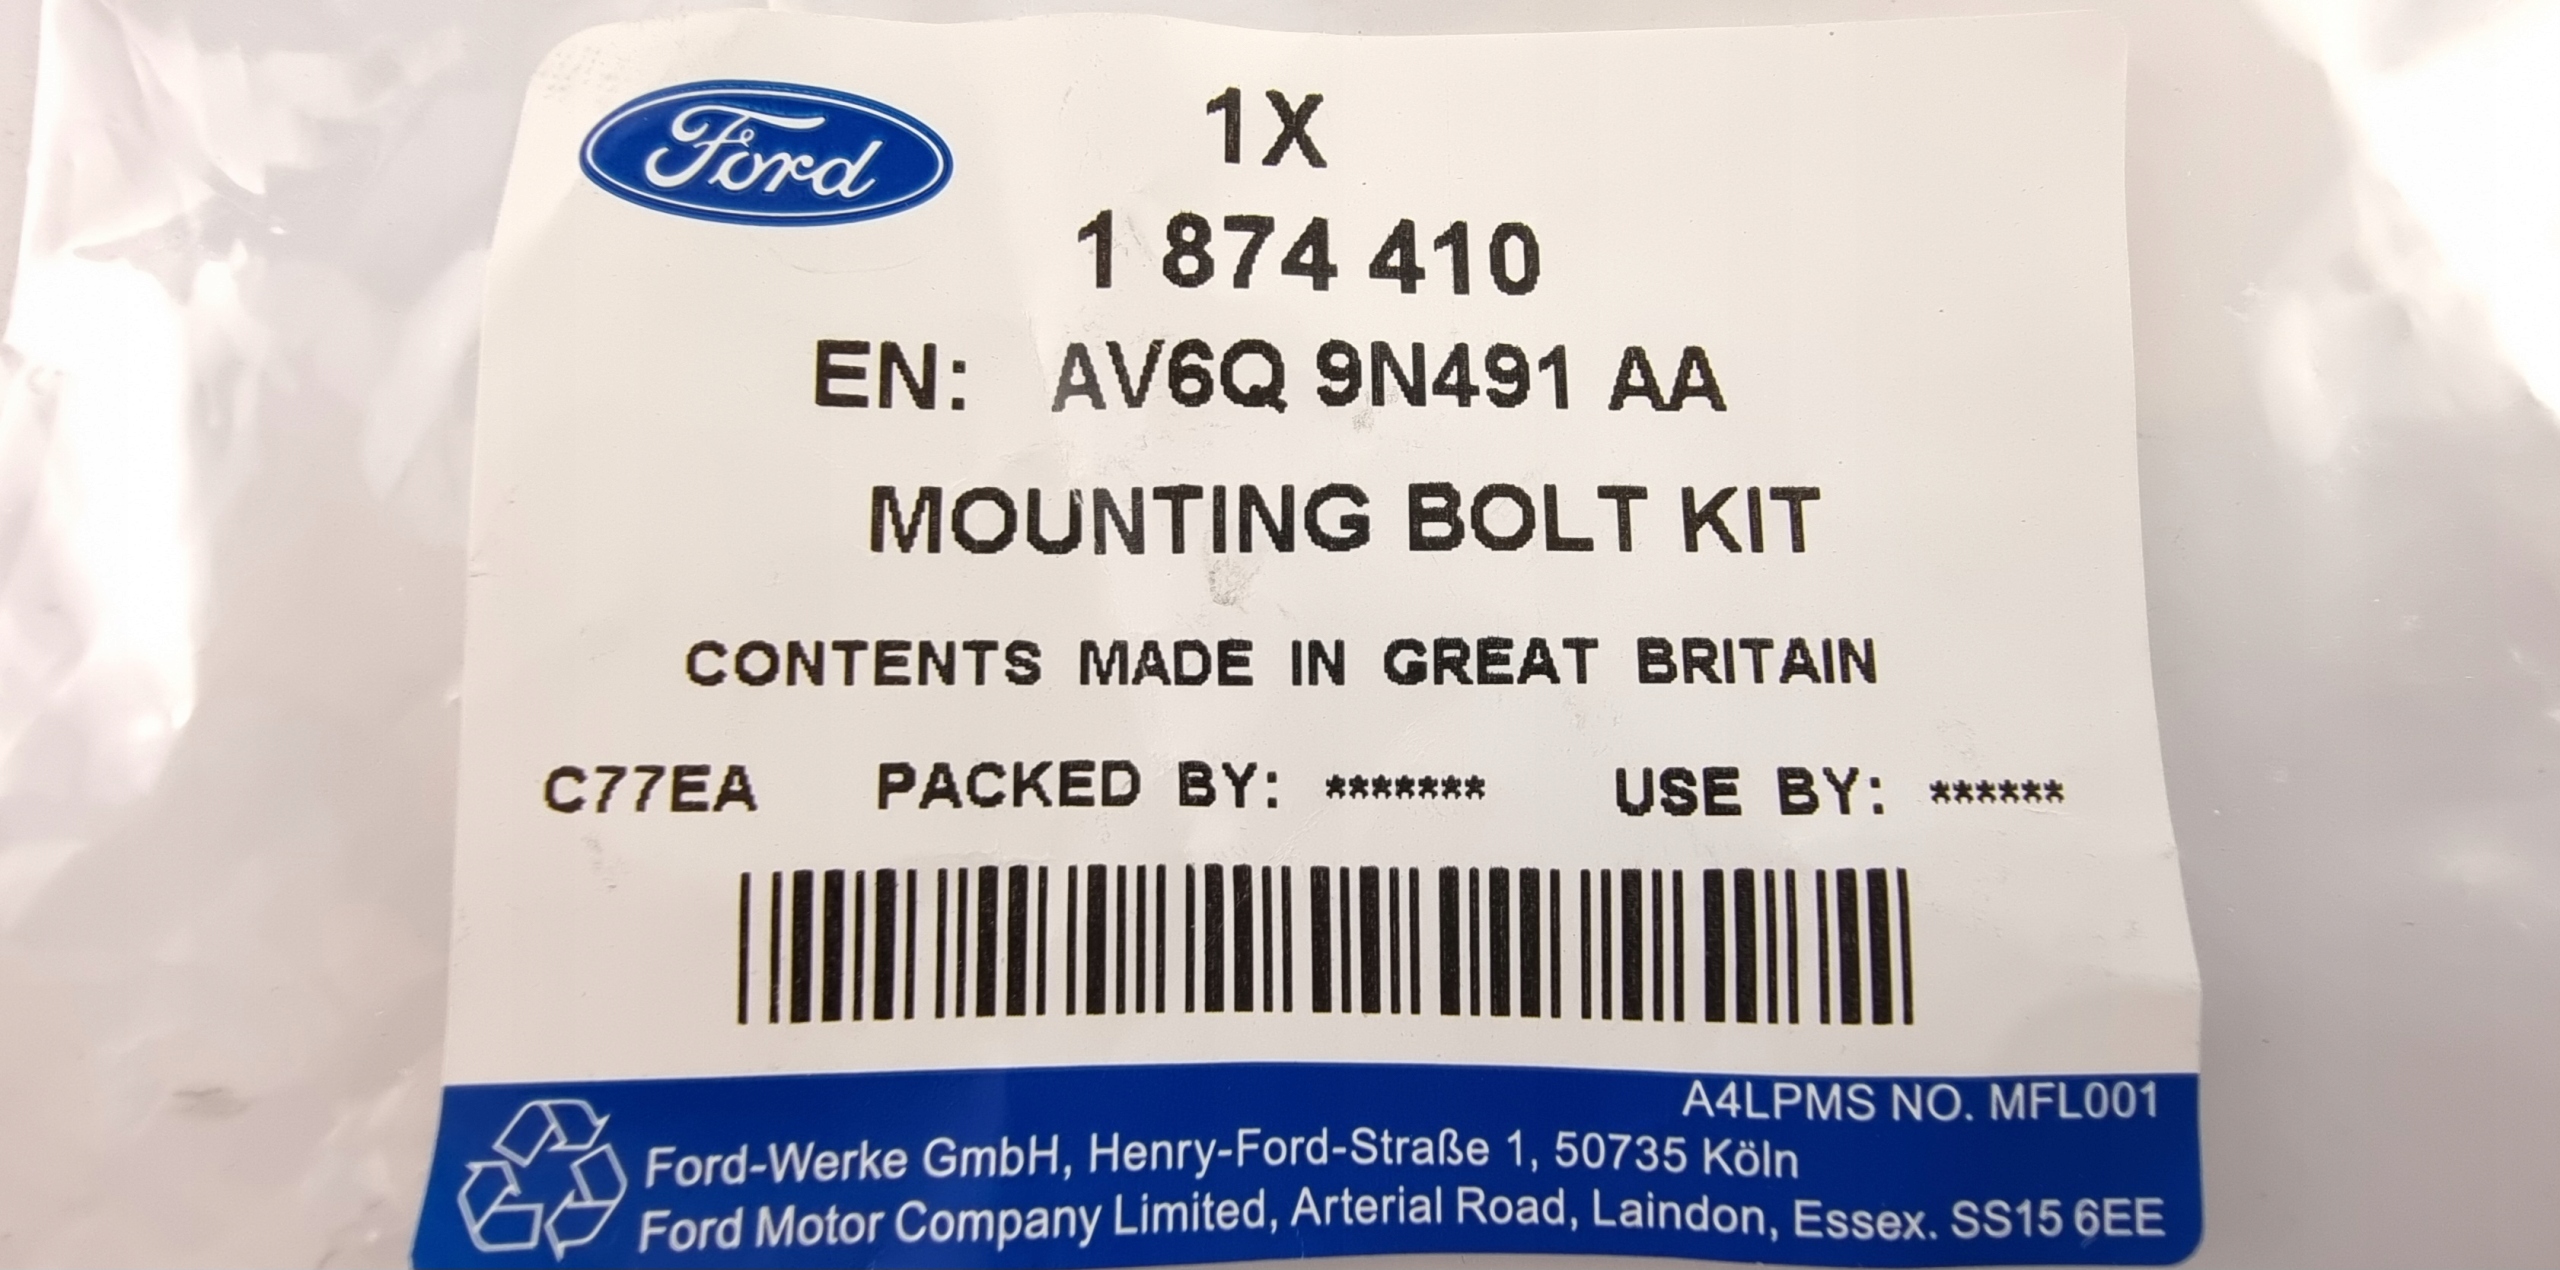 Ford
1X
1 874 410
EN: AV6Q 9N491 AA
MOUNTING BOLT KIT
CONTENTS MADE IN GREAT BRITAIN
C77EA PACKED BY: ******* USE BY: ******
A4LPMS NO. MFL001
Ford-Werke GmbH, Henry-Ford-Straße 1, 50735 Köln
Ford Motor Company Limited, Arterial Road, Laindon, Essex. SS15 6EE